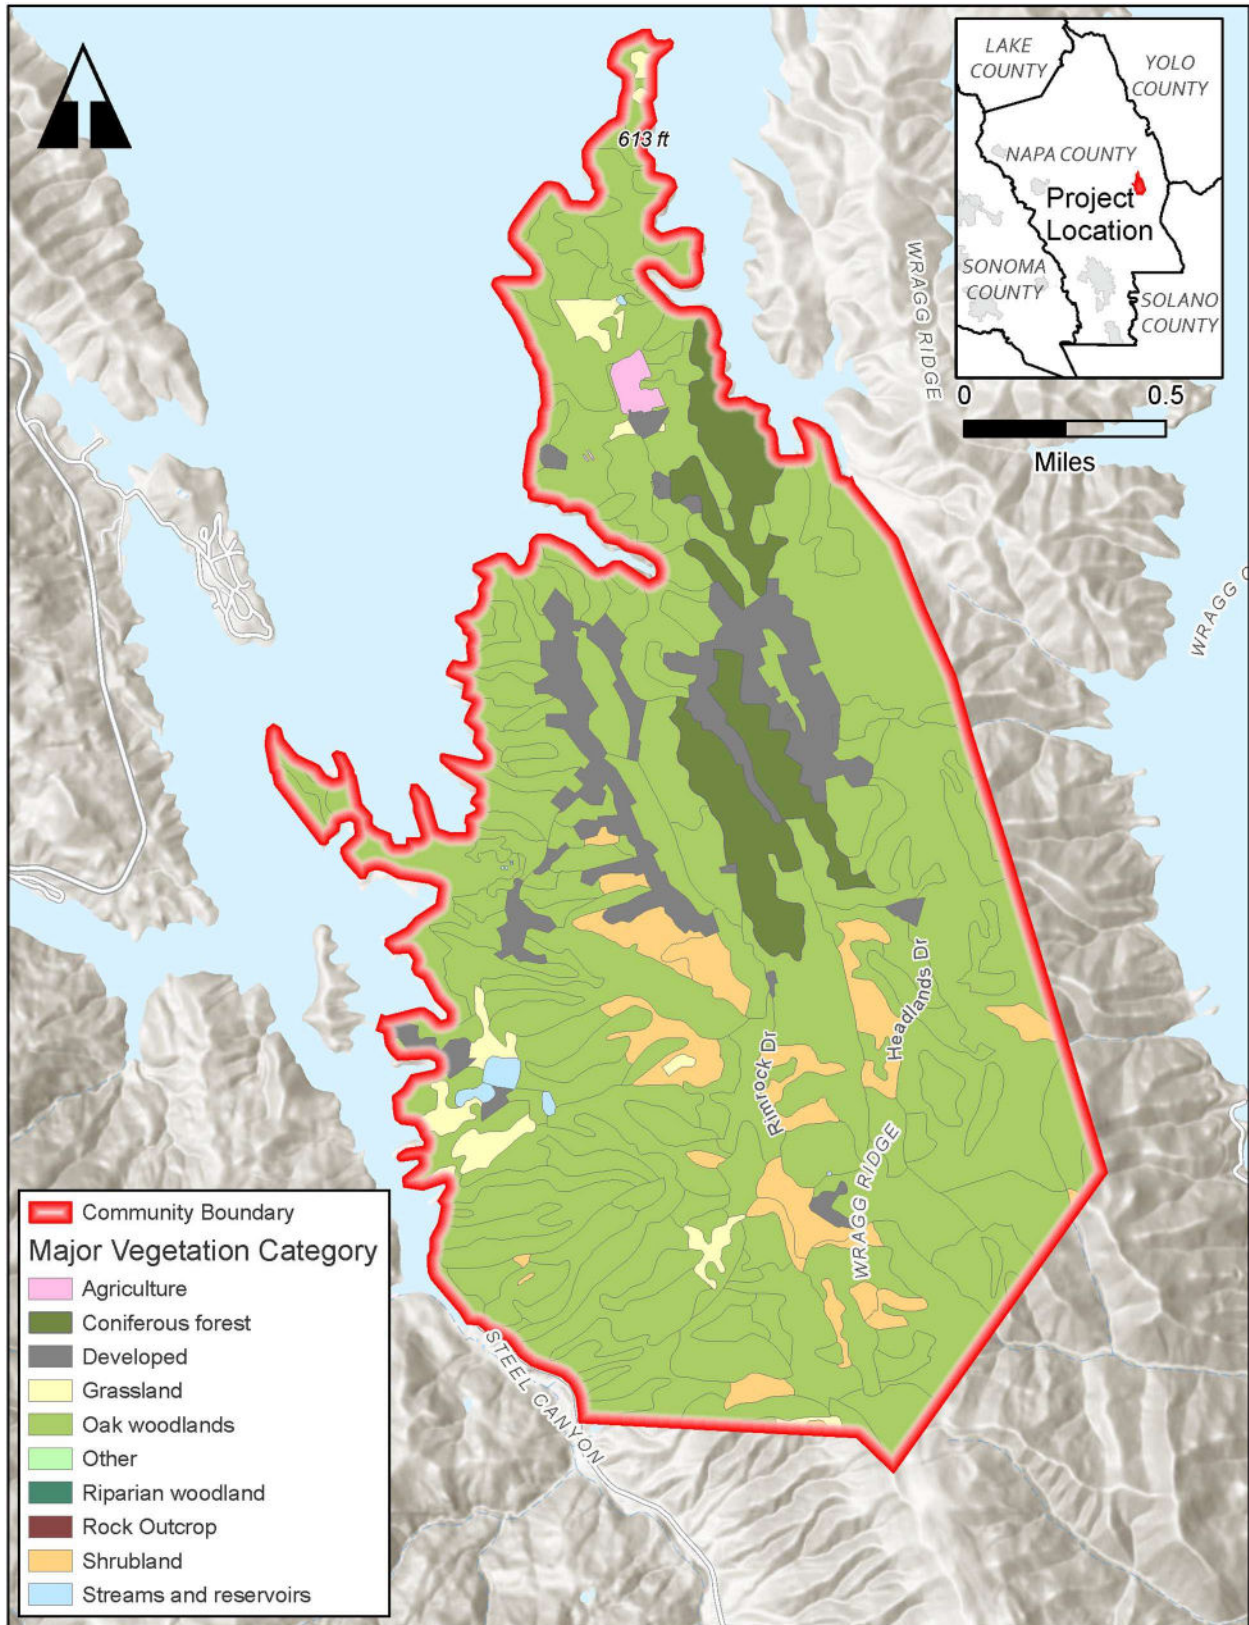 LAKE
COUNTY
YOLO
COUNTY
NAPA COUNTY
Project
Location
SONOMA
COUNTY
SOLANO
COUNTY
0 0.5
Miles
613 ft
WRAGG RIDGE
WRAGG
Headlands Dr
Rimrock Dr
WRAGG RIDGE
STEEL CANYON
Community Boundary
Major Vegetation Category
Agriculture
Coniferous forest
Developed
Grassland
Oak woodlands
Other
Riparian woodland
Rock Outcrop
Shrubland
Streams and reservoirs